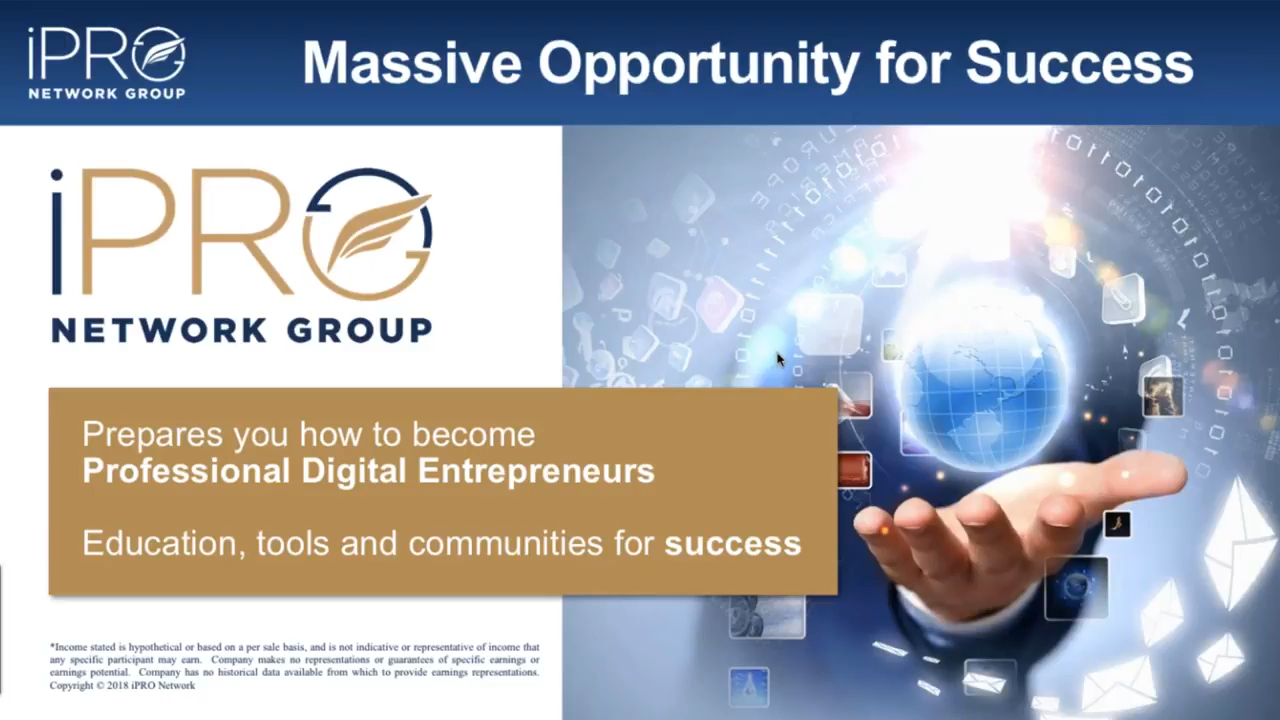 iPRO
NETWORK GROUP
Massive Opportunity for Success
iPRO
NETWORK GROUP
Prepares you how to become
Professional Digital Entrepreneurs
Education, tools and communities for success
*Income stated is hypothetical or based on a per sale basis, and is not indicative or representative of income that
any specific participant may earn. Company makes no representations or guarantees of specific earnings or
earnings potential. Company has no historical data available from which to provide earnings representations.
Copyright © 2018 iPRO Network